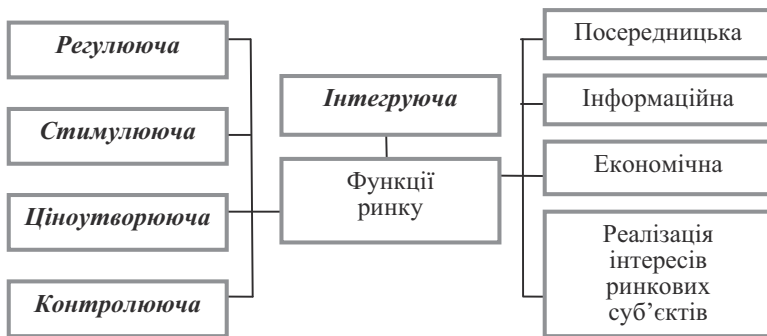 Регулююча
Стимулююча
Ціноутворююча
Контролююча
Інтегруюча
Функції
ринку
Посередницька
Інформаційна
Економічна
Реалізація
інтересів
ринкових
суб’єктів